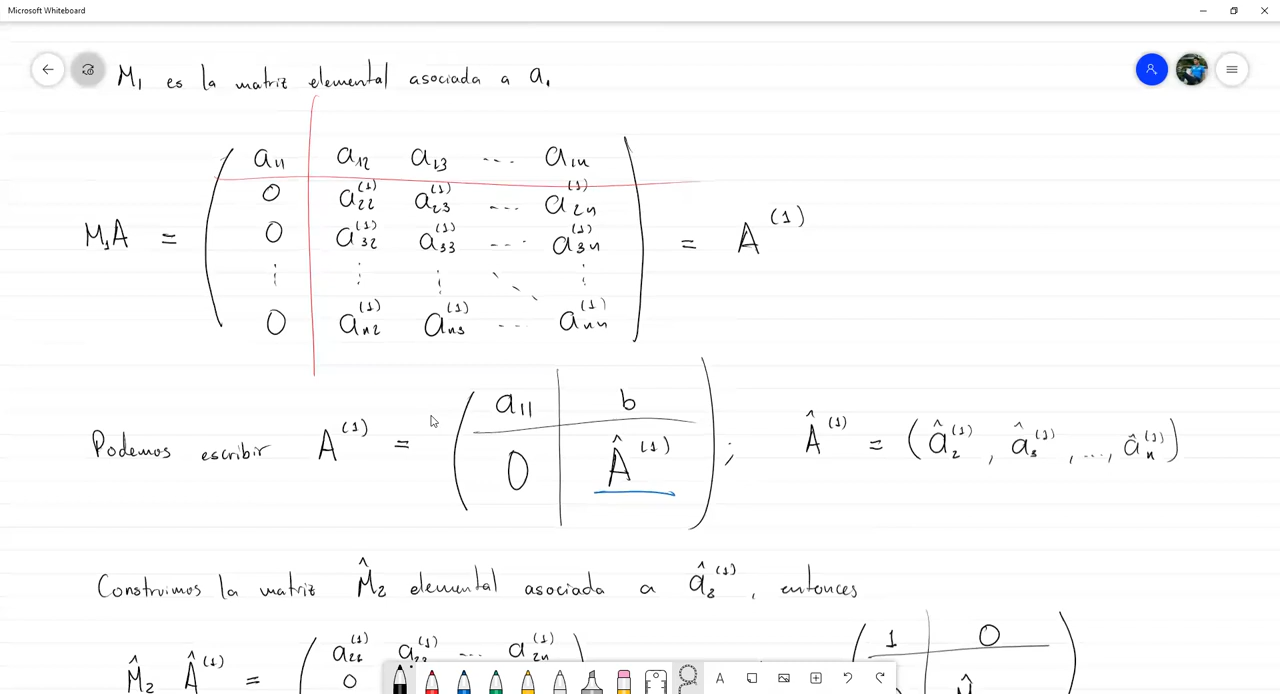 Microsoft Whiteboard
M₁ es la matriz elemental asociada a a₁
M₁A = ( a₁₁ a₁₂ a₁₃ ... a₁ₙ
0 a₂₂⁽¹⁾ a₂₃⁽¹⁾ ... a₂ₙ⁽¹⁾
0 a₃₂⁽¹⁾ a₃₃⁽¹⁾ ... a₃ₙ⁽¹⁾
⋮ ⋮ ⋮ ⋱ ⋮
0 aₙ₂⁽¹⁾ aₙ₃⁽¹⁾ ... aₙₙ⁽¹⁾ ) = A⁽¹⁾
Podemos escribir A⁽¹⁾ = ( a₁₁ | b
0 | Â⁽¹⁾ ) ; Â⁽¹⁾ = (â₂⁽¹⁾, â₃⁽¹⁾, ..., âₙ⁽¹⁾)
Construimos la matriz M̂₂ elemental asociada a â₂⁽¹⁾, entonces
M̂₂ Â⁽¹⁾ = ( a₂₂⁽¹⁾ a₂₃⁽¹⁾ ... a₂ₙ⁽¹⁾ ) ( 1 | 0
0
A